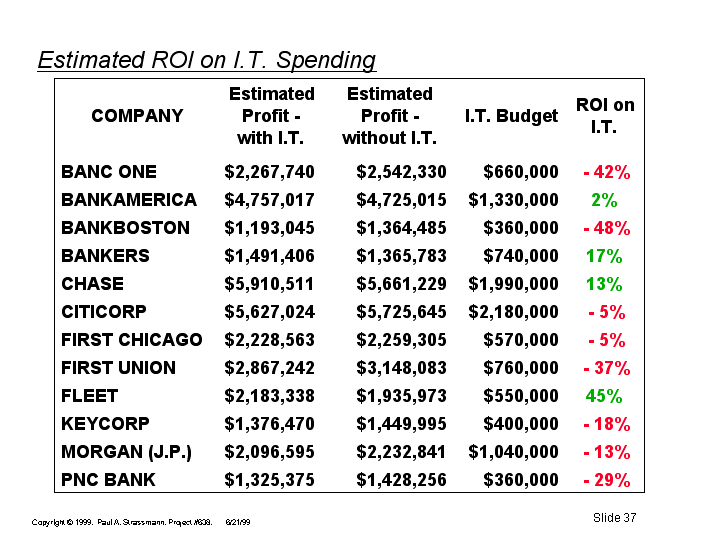 Estimated ROI on I.T. Spending
COMPANY Estimated Profit - with I.T. Estimated Profit - without I.T. I.T. Budget ROI on I.T.
BANC ONE $2,267,740 $2,542,330 $660,000 - 42%
BANKAMERICA $4,757,017 $4,725,015 $1,330,000 2%
BANKBOSTON $1,193,045 $1,364,485 $360,000 - 48%
BANKERS $1,491,406 $1,365,783 $740,000 17%
CHASE $5,910,511 $5,661,229 $1,990,000 13%
CITICORP $5,627,024 $5,725,645 $2,180,000 - 5%
FIRST CHICAGO $2,228,563 $2,259,305 $570,000 - 5%
FIRST UNION $2,867,242 $3,148,083 $760,000 - 37%
FLEET $2,183,338 $1,935,973 $550,000 45%
KEYCORP $1,376,470 $1,449,995 $400,000 - 18%
MORGAN (J.P.) $2,096,595 $2,232,841 $1,040,000 - 13%
PNC BANK $1,325,375 $1,428,256 $360,000 - 29%
Copyright © 1999. Paul A. Strassmann. Project #638. 6/21/99
Slide 37